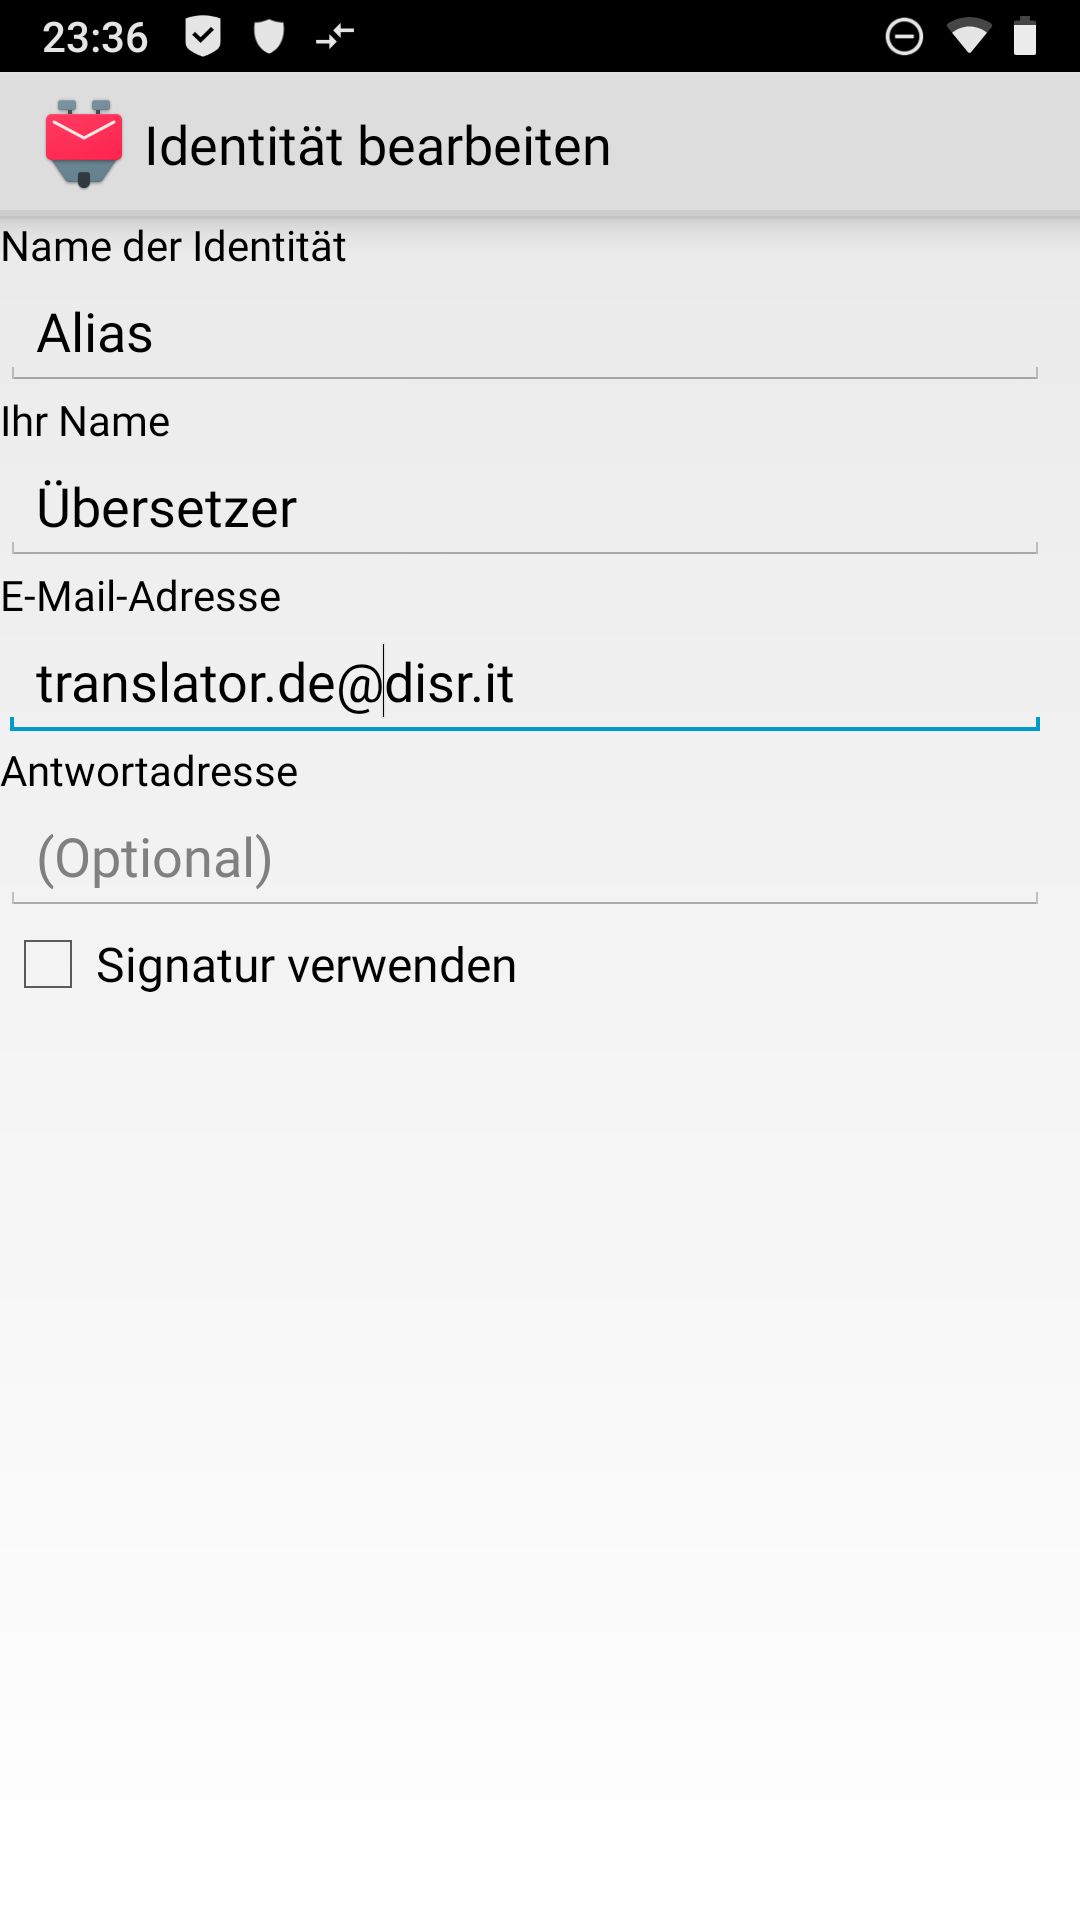 23:36
Identität bearbeiten
Name der Identität
Alias
Ihr Name
Übersetzer
E-Mail-Adresse
translator.de@disr.it
Antwortadresse
(Optional)
Signatur verwenden